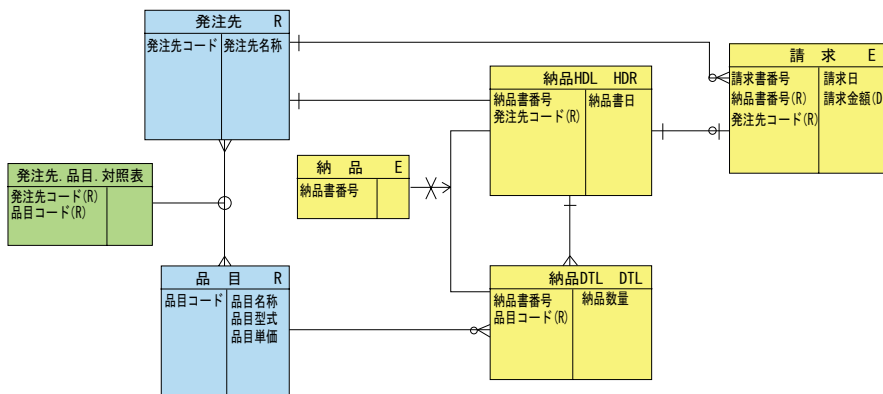 発注先 R
発注先コード 発注先名称
請 求 E
請求書番号 請求日
納品書番号(R) 請求金額(D
発注先コード(R)
納品HDL HDR
納品書番号 納品書日
発注先コード(R)
納 品 E
納品書番号
発注先.品目.対照表
発注先コード(R)
品目コード(R)
品 目 R
品目コード 品目名称
品目型式
品目単価
納品DTL DTL
納品書番号 納品数量
品目コード(R)